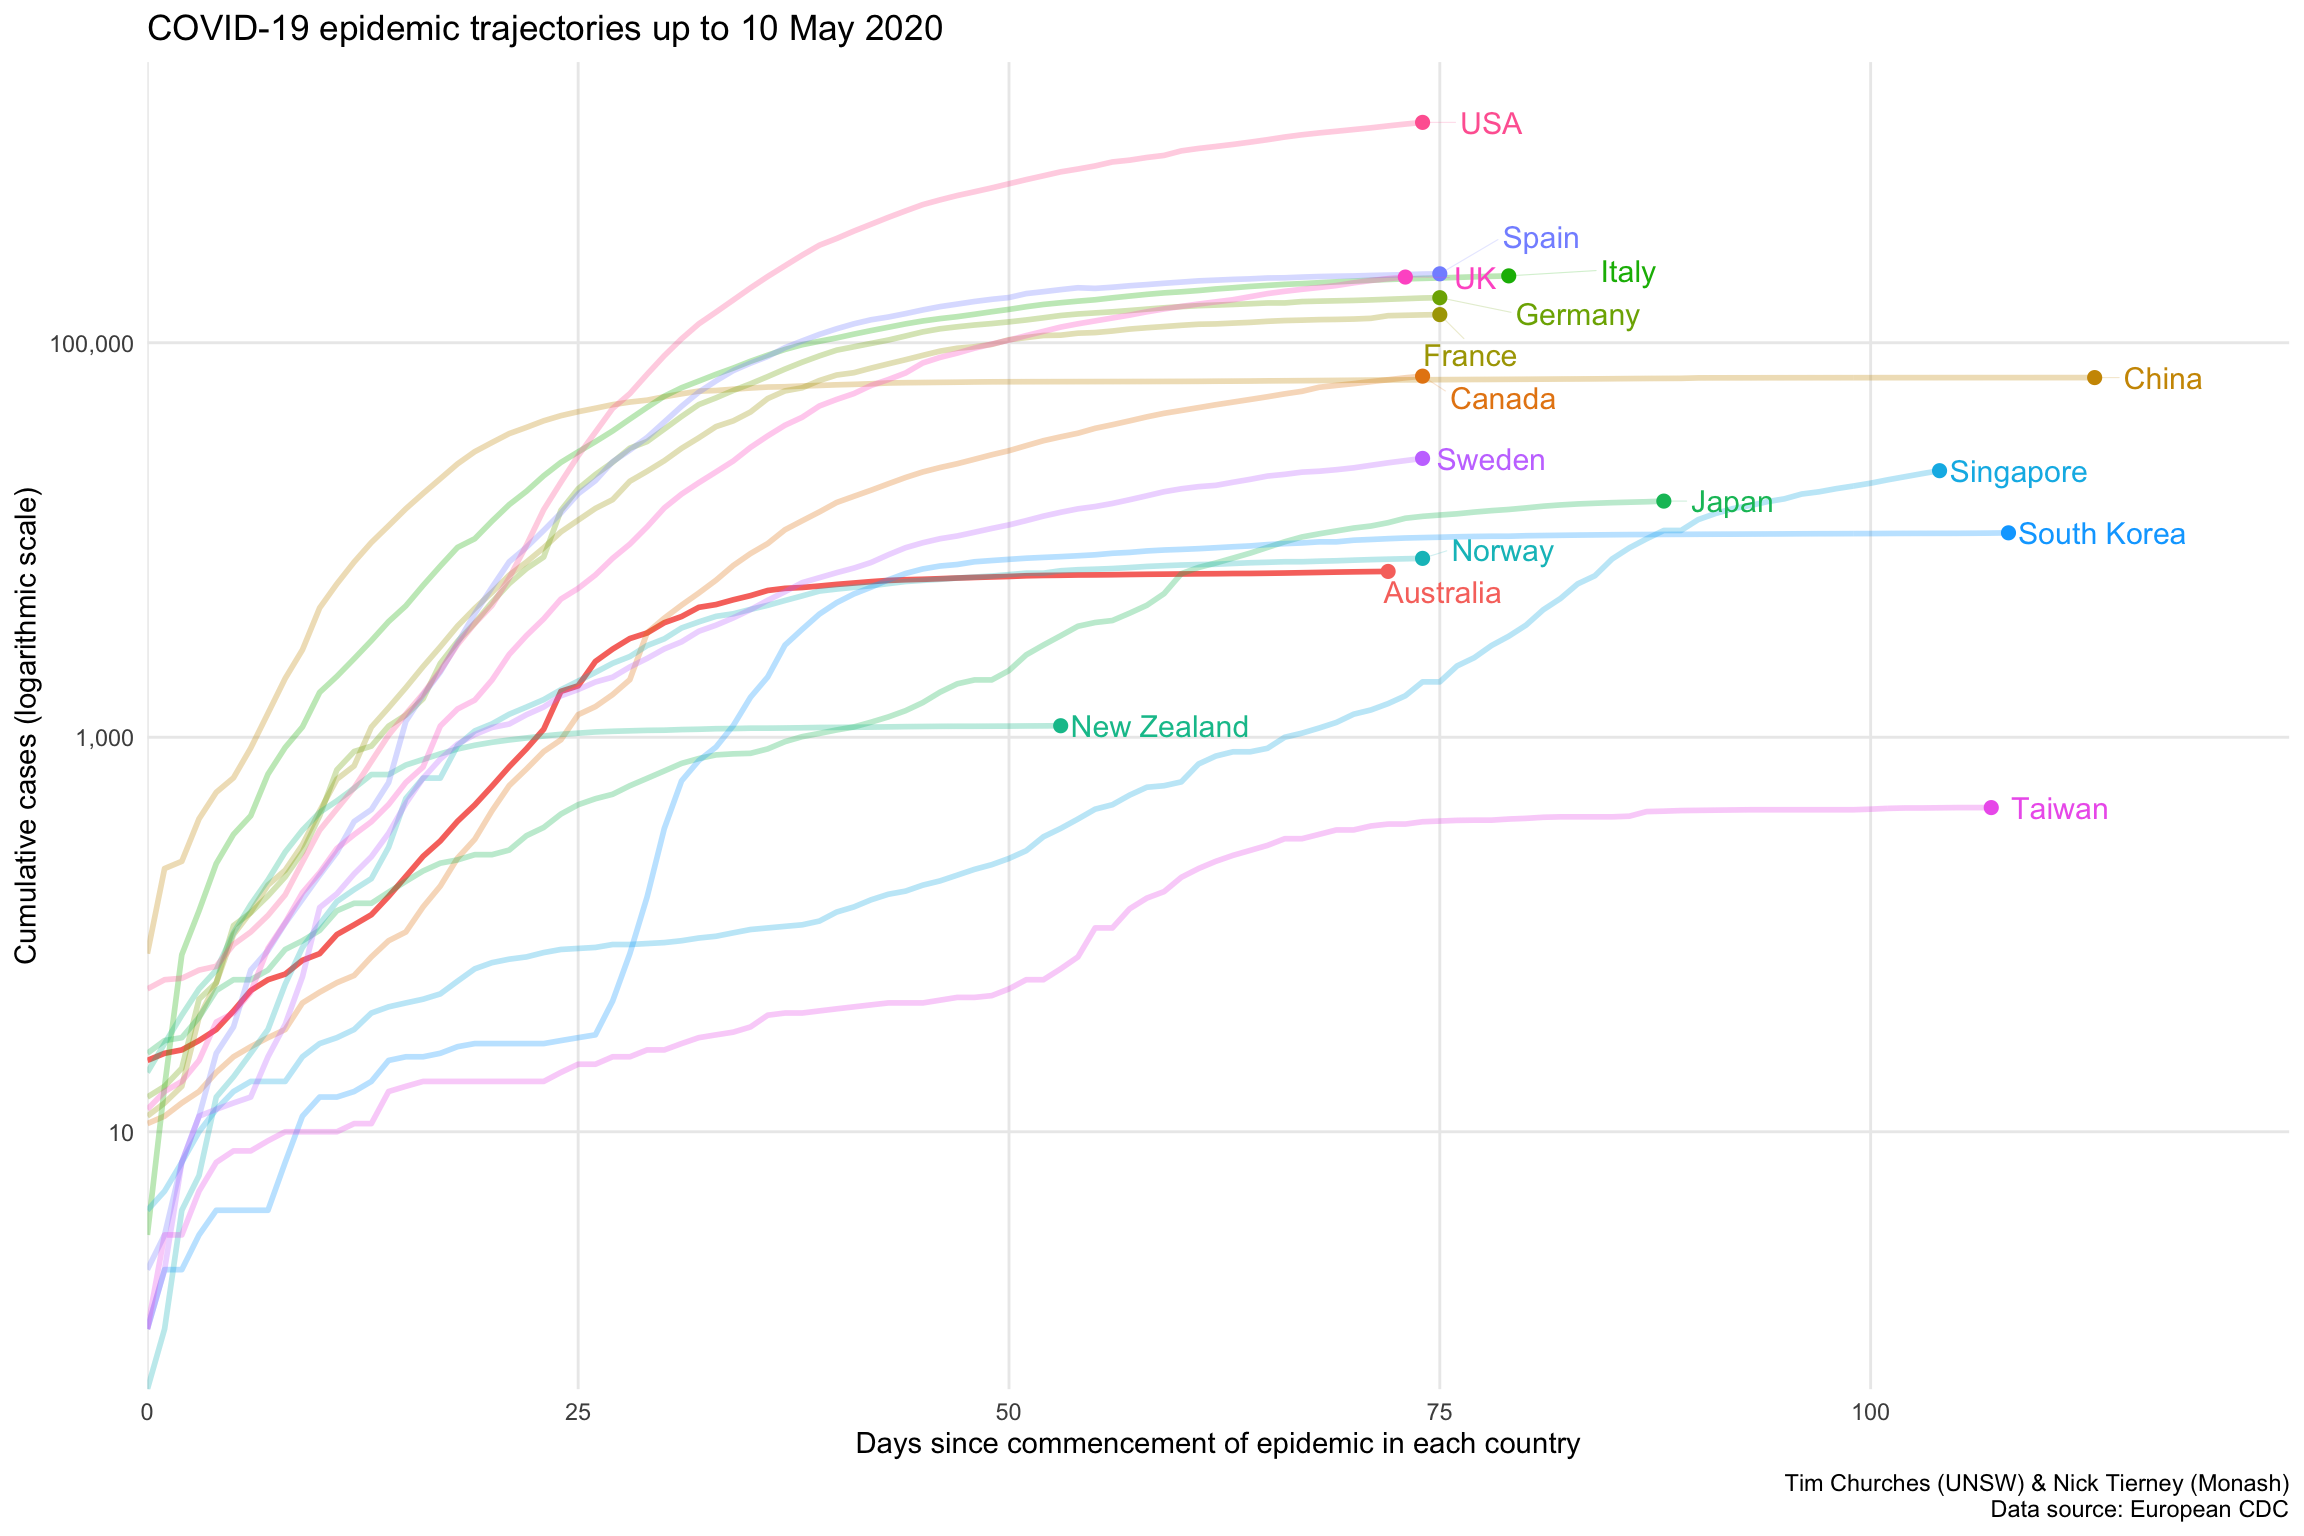 COVID-19 epidemic trajectories up to 10 May 2020
USA
Spain
Italy
UK
Germany
100,000
France
China
Canada
Sweden
Singapore
Japan
South Korea
Norway
Australia
New Zealand
1,000
Taiwan
10
Cumulative cases (logarithmic scale)
0 25 50 75 100
Days since commencement of epidemic in each country
Tim Churches (UNSW) & Nick Tierney (Monash)
Data source: European CDC